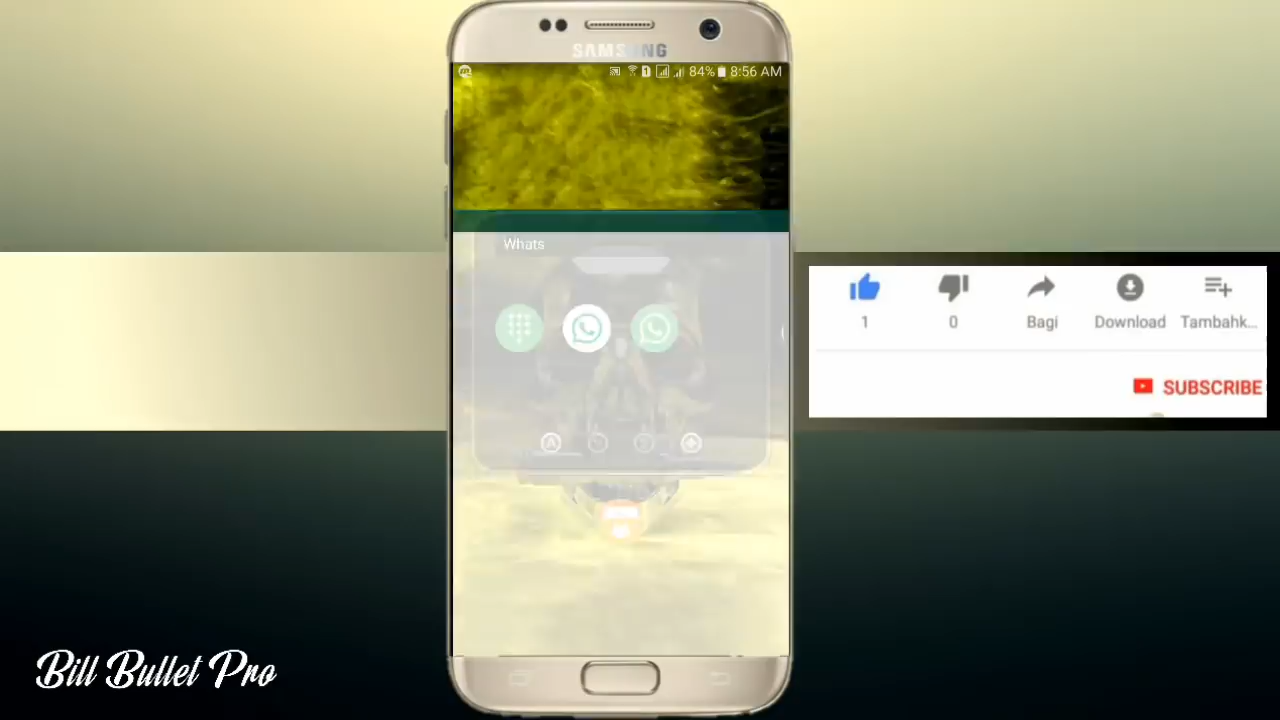 SAMSUNG
84% 8:56 AM
Whats
1
0
Bagi
Download
Tambahk...
SUBSCRIBE
Bill Bullet Pro